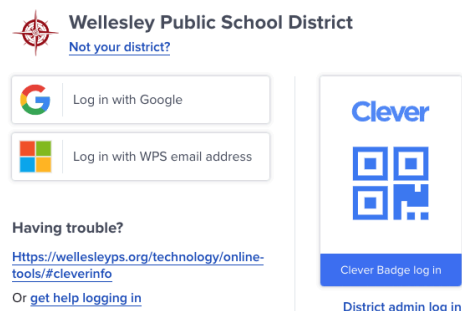 Wellesley Public School District
Not your district?
Log in with Google
Log in with WPS email address
Having trouble?
Https://wellesleyps.org/technology/online-
tools/#cleverinfo
Or get help logging in
Clever
Clever Badge log in
District admin log in